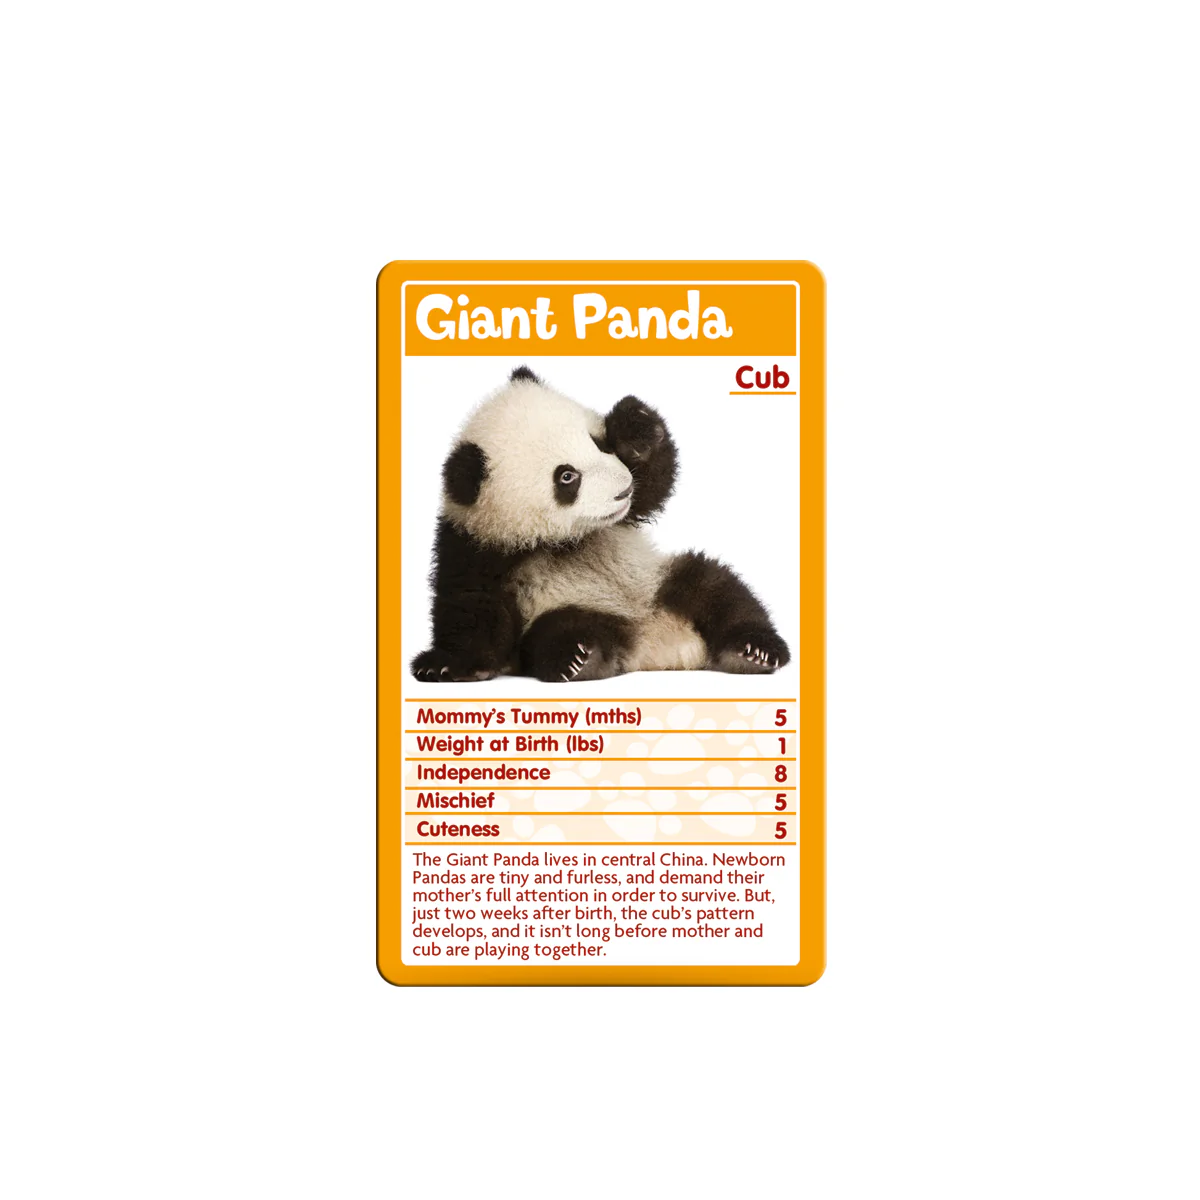 Giant Panda
Cub
Mommy's Tummy (mths) 5
Weight at Birth (lbs) 1
Independence 8
Mischief 5
Cuteness 5
The Giant Panda lives in central China. Newborn
Pandas are tiny and furless, and demand their
mother's full attention in order to survive. But,
just two weeks after birth, the cub's pattern
develops, and it isn't long before mother and
cub are playing together.